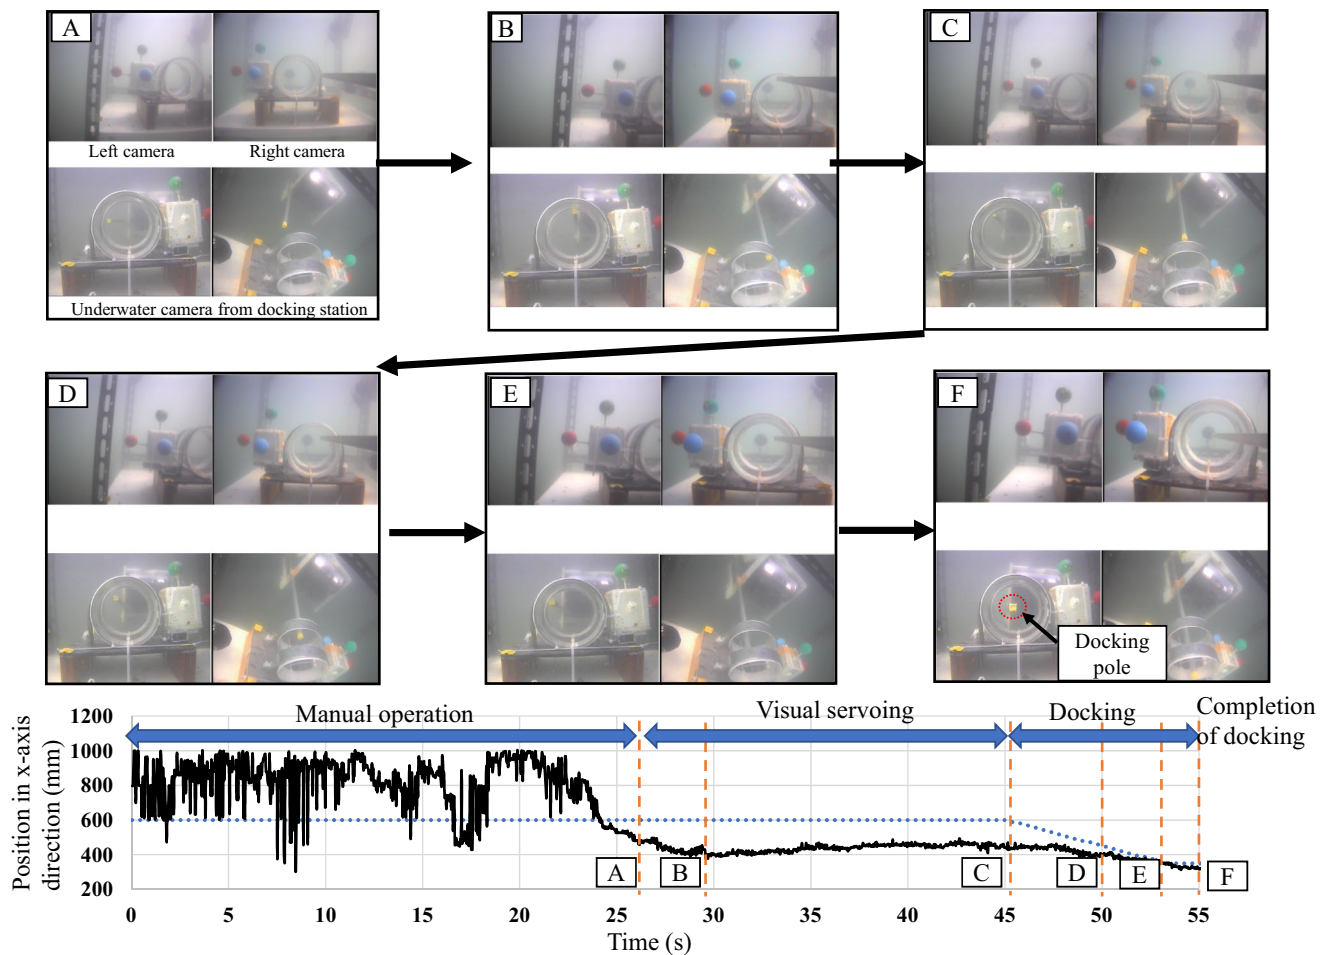 A
B
C
Left camera
Right camera
Underwater camera from docking station
D
E
F
Docking
pole
Position in x-axis
direction (mm)
1200
1000
800
600
400
200
Manual operation
Visual servoing
Docking
Completion
of docking
A
B
C
D
E
F
0
5
10
15
20
25
30
35
40
45
50
55
Time (s)